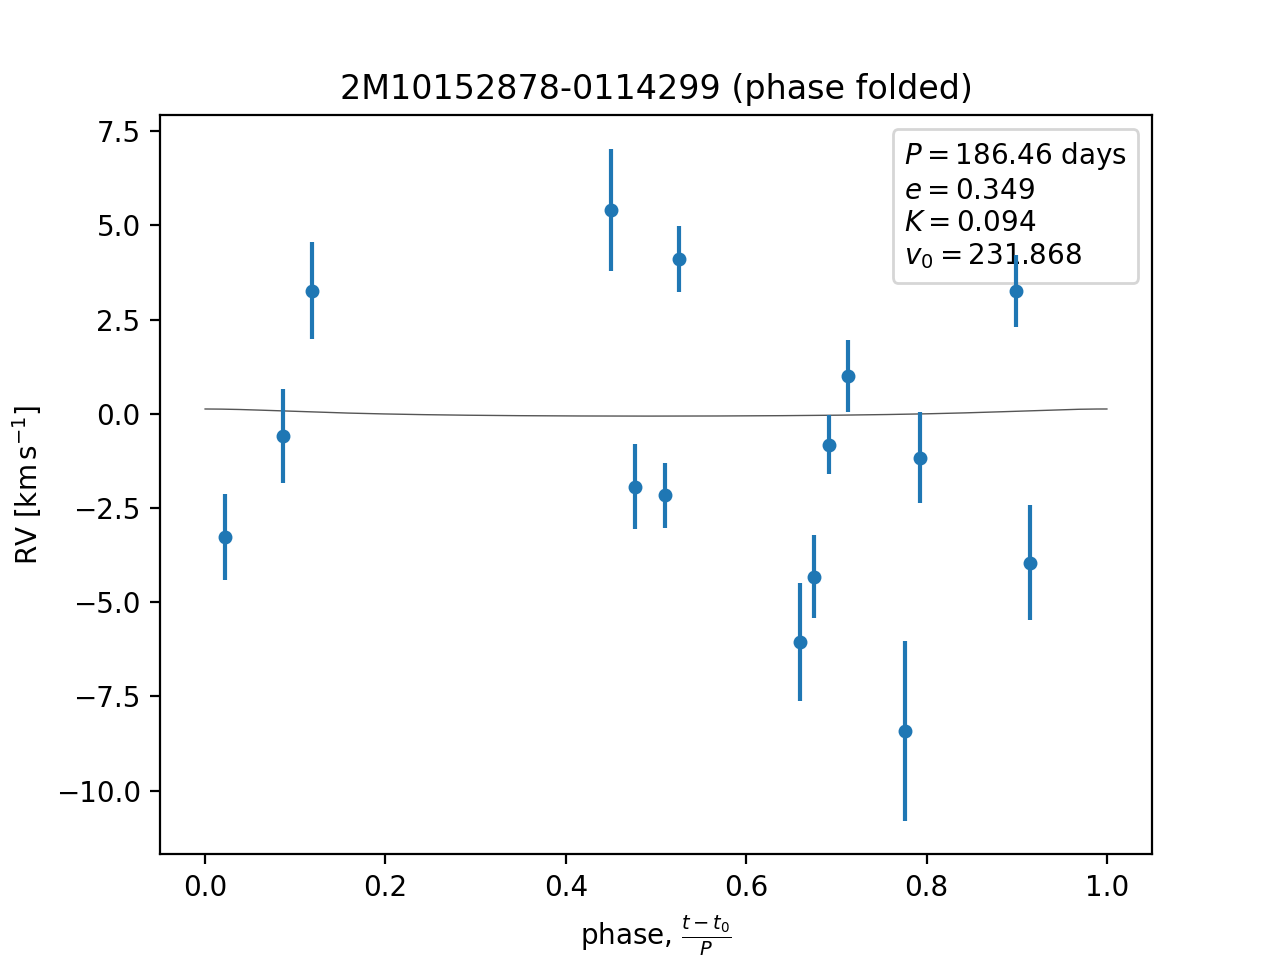 2M10152878-0114299 (phase folded)
P = 186.46 days
e = 0.349
K = 0.094
v₀ = 231.868
7.5
5.0
2.5
0.0
−2.5
−5.0
−7.5
−10.0
RV [km s⁻¹]
0.0 0.2 0.4 0.6 0.8 1.0
phase, (t − t₀)/P